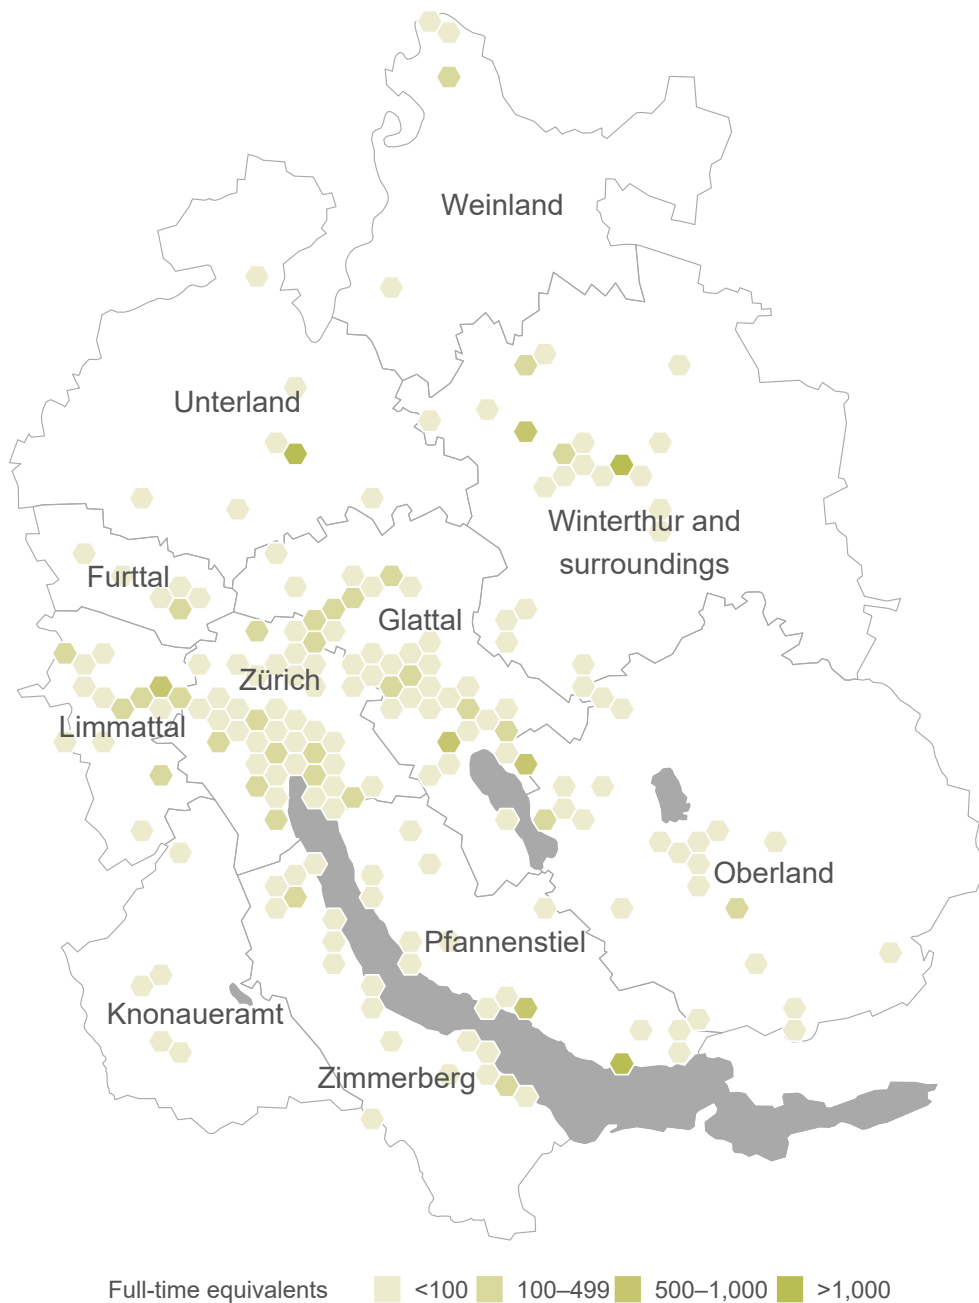 Weinland
Unterland
Winterthur and
surroundings
Furttal
Glattal
Zürich
Limmattal
Oberland
Pfannenstiel
Knonaueramt
Zimmerberg
Full-time equivalents <100 100–499 500–1,000 >1,000